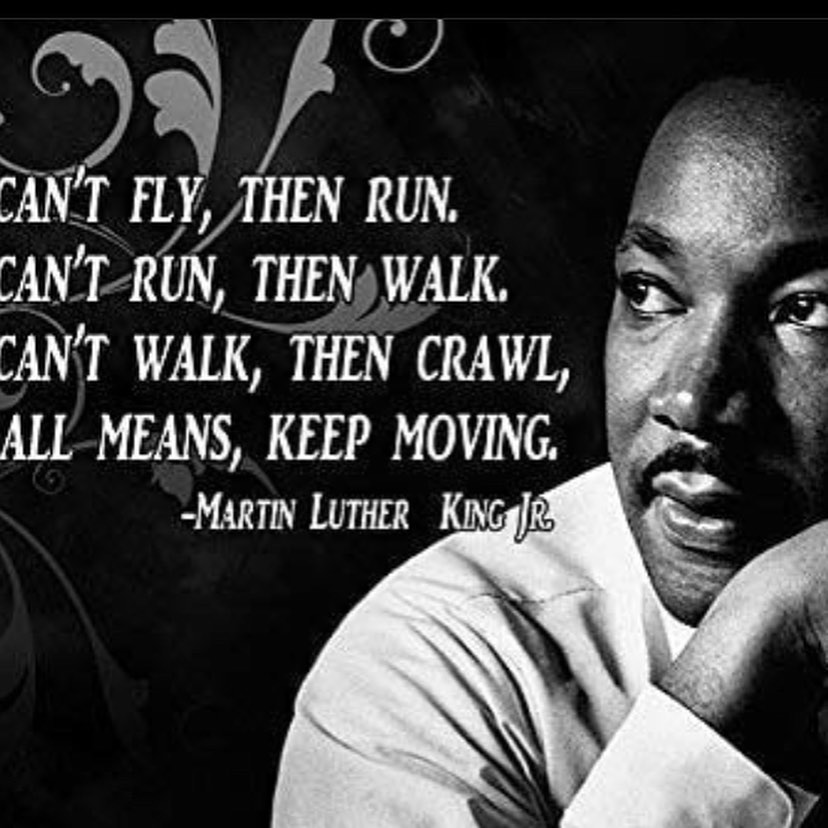 CAN'T FLY, THEN RUN.
CAN'T RUN, THEN WALK.
CAN'T WALK, THEN CRAWL,
ALL MEANS, KEEP MOVING.
-MARTIN LUTHER KING JR.